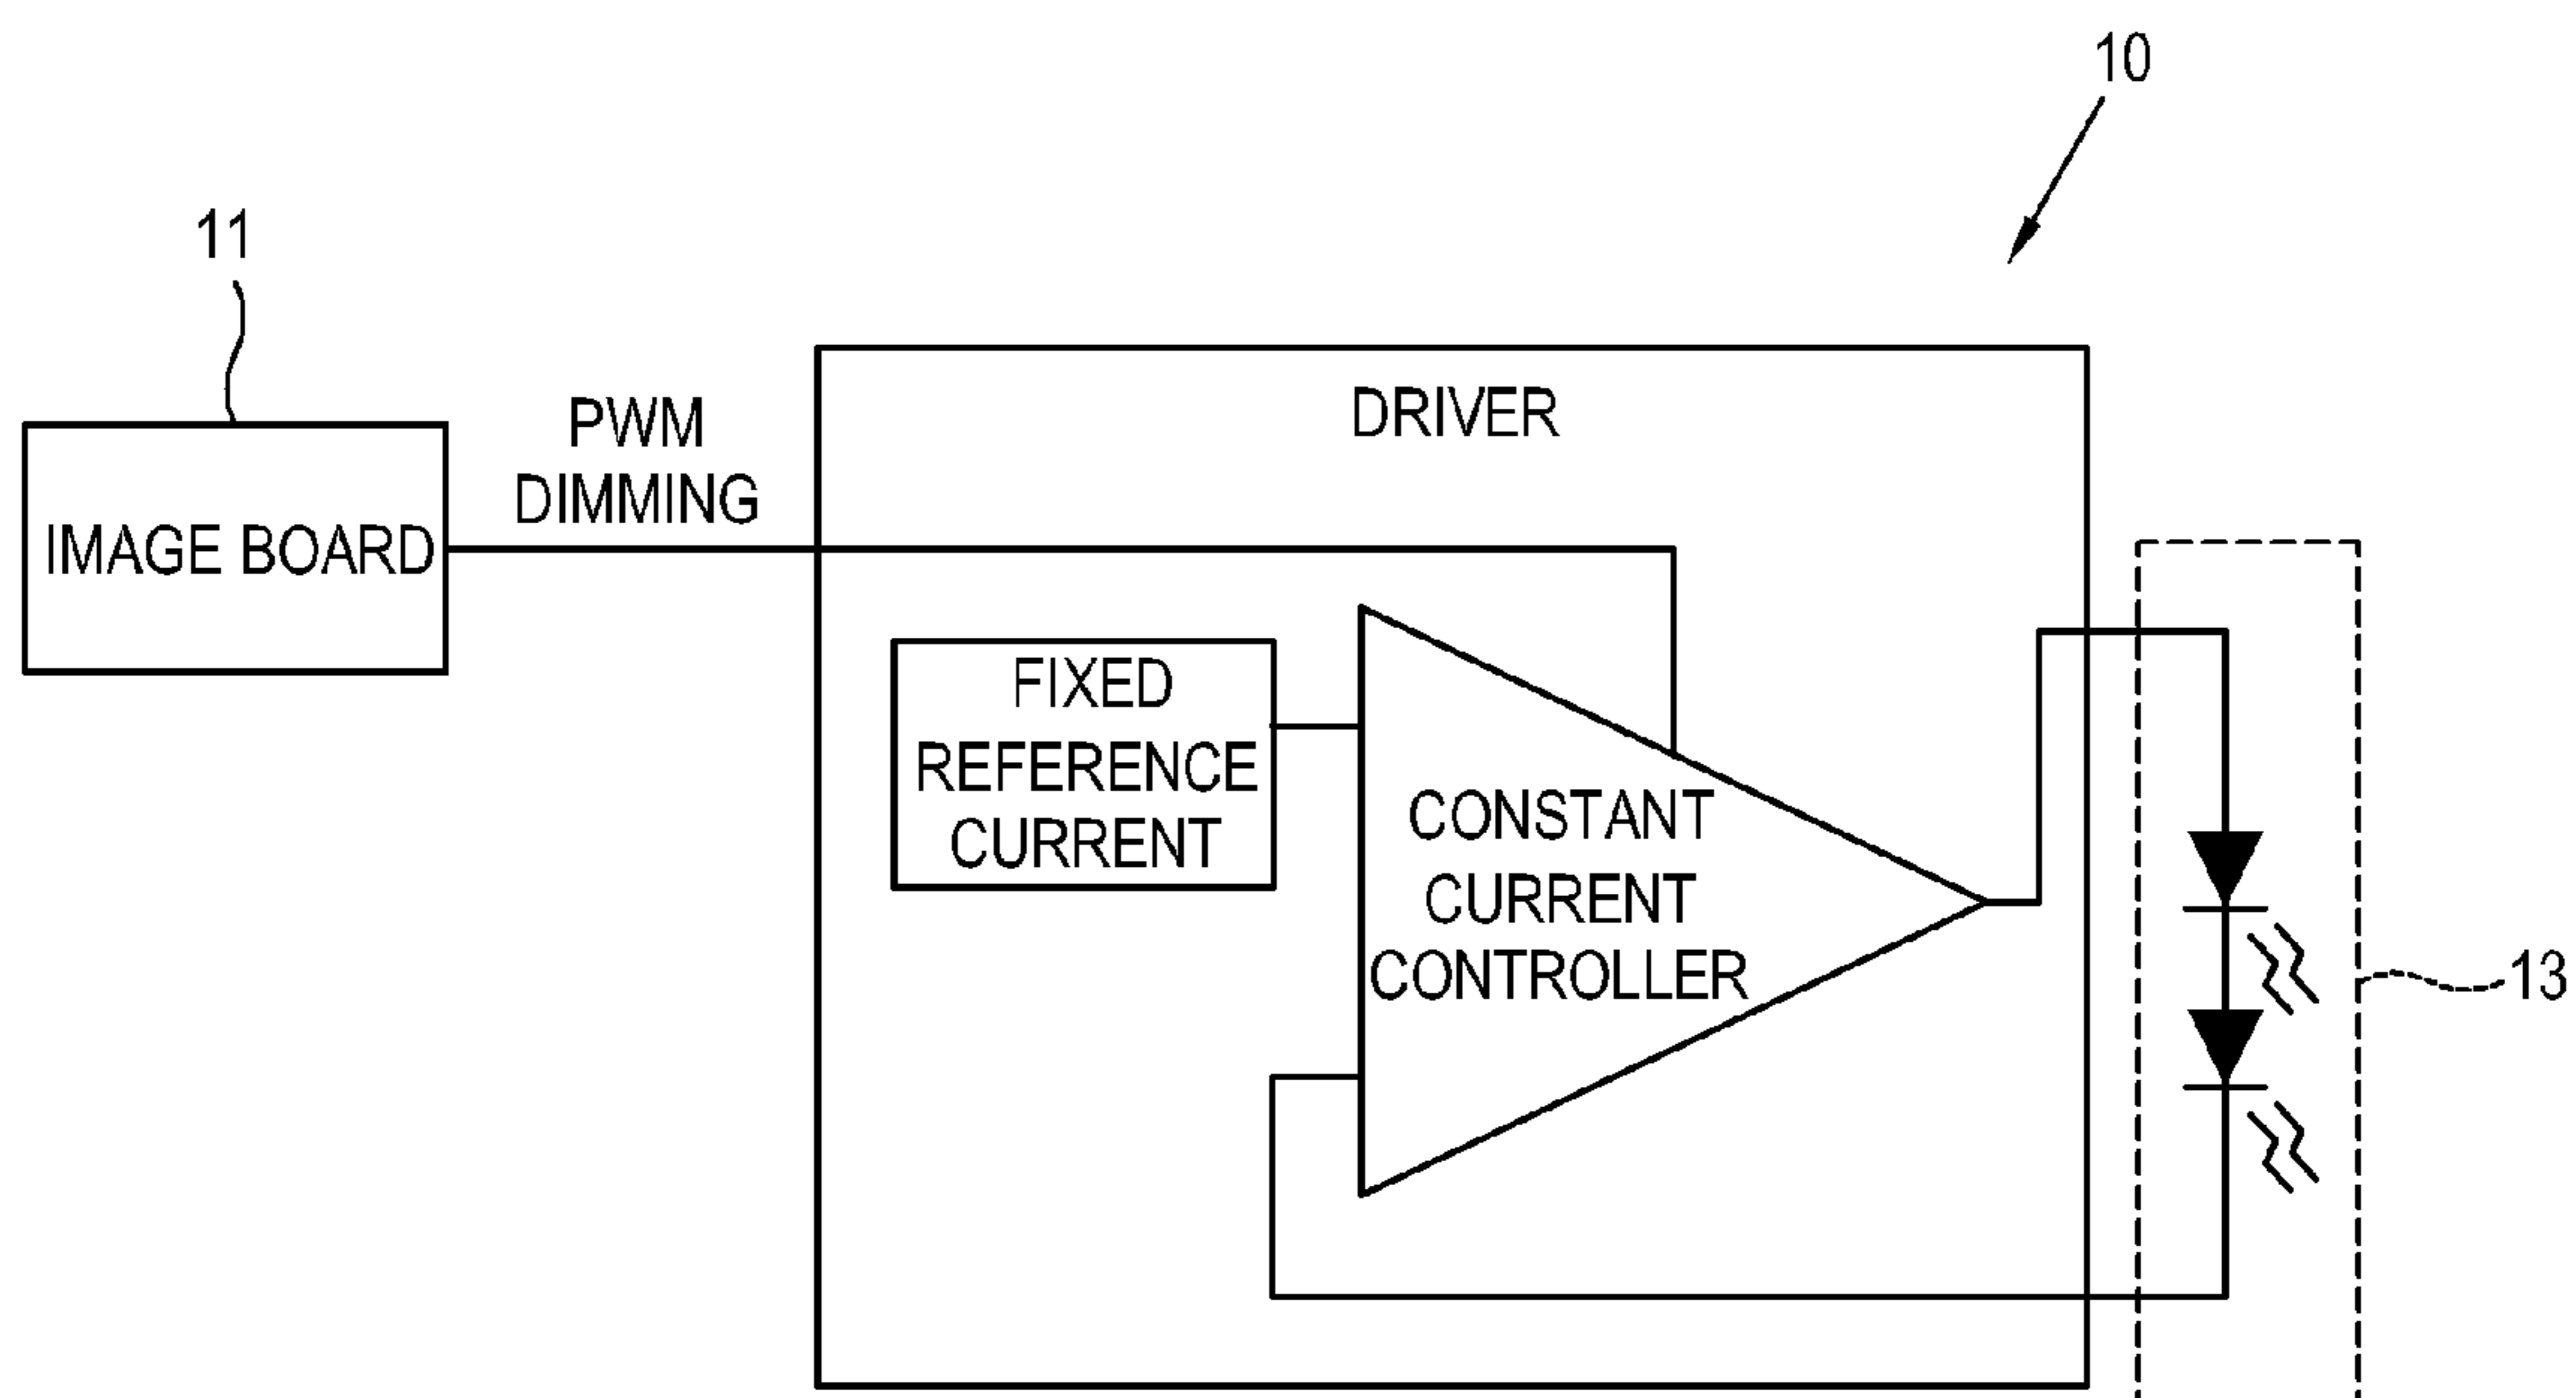 10
11
PWM
DIMMING
DRIVER
IMAGE BOARD
FIXED
REFERENCE
CURRENT
CONSTANT
CURRENT
CONTROLLER
13